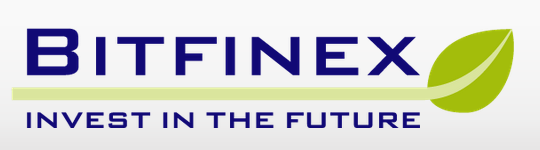 BITFINEX
INVEST IN THE FUTURE